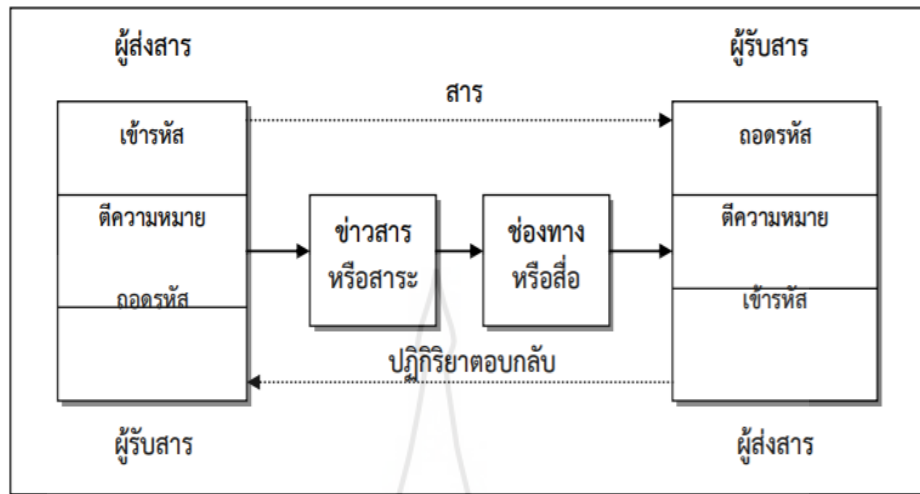 ผู้ส่งสาร
ผู้รับสาร
สาร
เข้ารหัส
ถอดรหัส
ตีความหมาย
ข่าวสาร
หรือสาระ
ช่องทาง
หรือสื่อ
ตีความหมาย
ถอดรหัส
เข้ารหัส
ปฏิกิริยาตอบกลับ
ผู้รับสาร
ผู้ส่งสาร